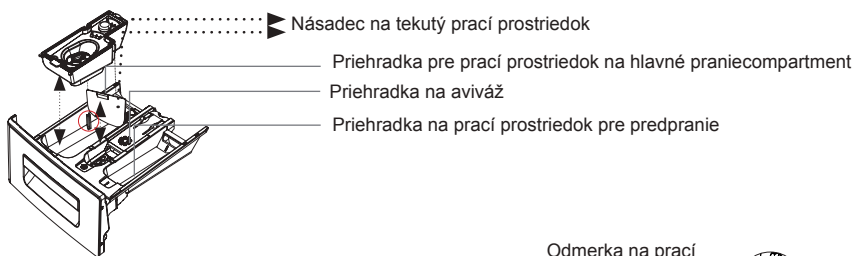 Násadec na tekutý prací prostriedok
Priehradka pre prací prostriedok na hlavné praniecompartment
Priehradka na aviváž
Priehradka na prací prostriedok pre predpranie
Odmerka na prací